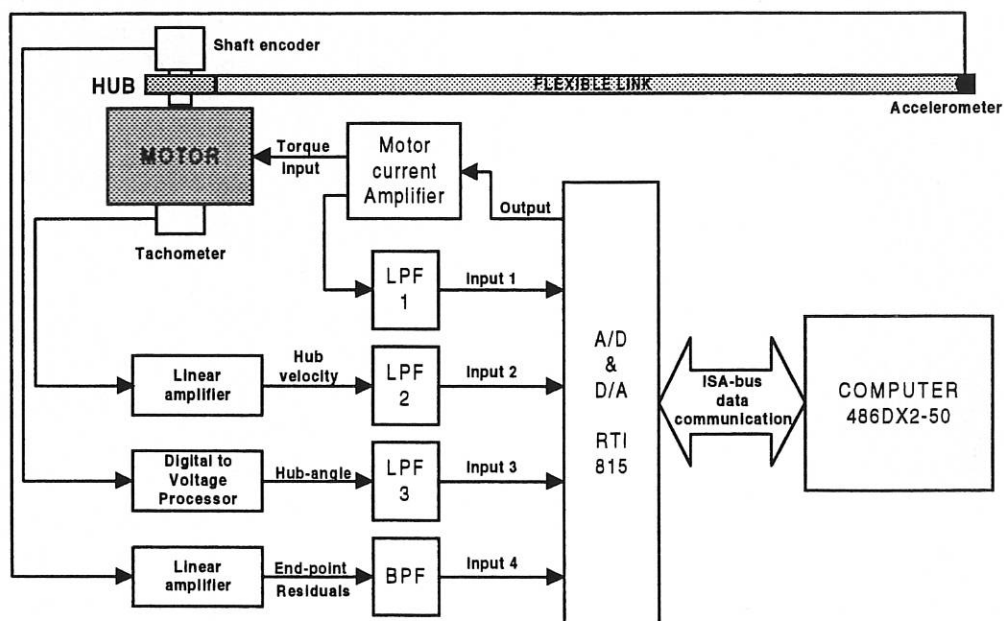 Shaft encoder
HUB
FLEXIBLE LINK
Accelerometer
MOTOR
Torque
Input
Motor
current
Amplifier
Output
Tachometer
LPF
1
Input 1
Linear
amplifier
Hub
velocity
LPF
2
Input 2
Digital to
Voltage
Processor
Hub-angle
LPF
3
Input 3
Linear
amplifier
End-point
Residuals
BPF
Input 4
A/D
&
D/A
RTI
815
ISA-bus
data
communication
COMPUTER
486DX2-50